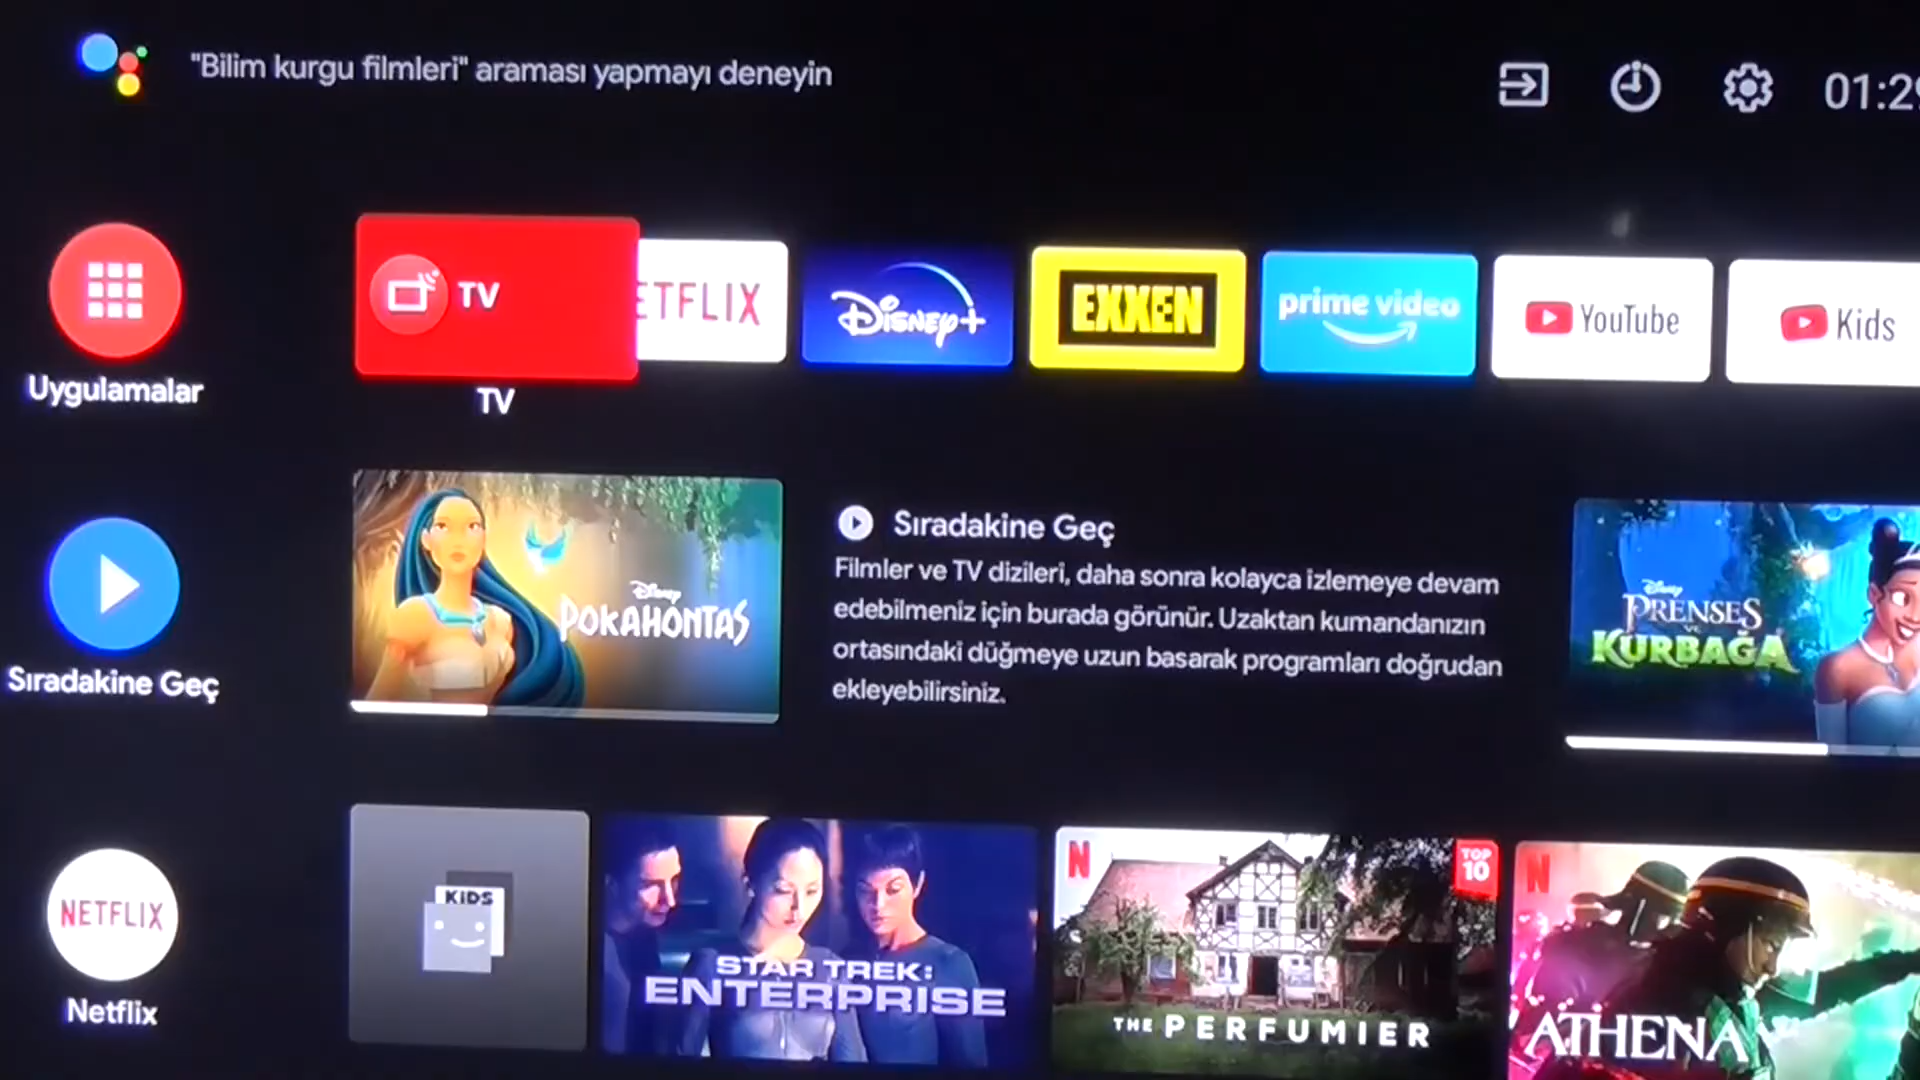 "Bilim kurgu filmleri" araması yapmayı deneyin
01:29
TV
ETFLIX
Disney+
EXXEN
prime video
YouTube
Kids
Uygulamalar
TV
Disney
POKAHONTAS
Sıradakine Geç
Filmler ve TV dizileri, daha sonra kolayca izlemeye devam
edebilmeniz için burada görünür. Uzaktan kumandanızın
ortasındaki düğmeye uzun basarak programları doğrudan
ekleyebilirsiniz.
Disney
PRENSES
VE
KURBAĞA
Sıradakine Geç
NETFLIX
Netflix
KIDS
STAR TREK:
ENTERPRISE
N
TOP
10
THE PERFUMIER
N
ATHENA